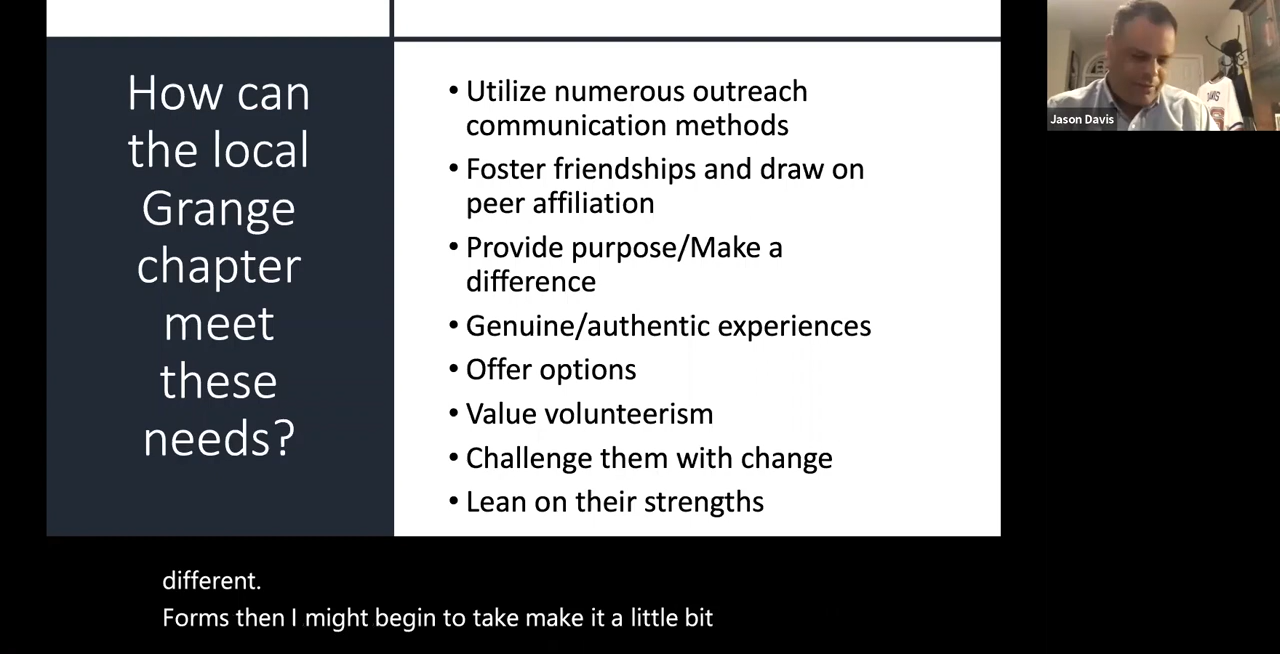 How can
the local
Grange
chapter
meet
these
needs?
• Utilize numerous outreach
communication methods
• Foster friendships and draw on
peer affiliation
• Provide purpose/Make a
difference
• Genuine/authentic experiences
• Offer options
• Value volunteerism
• Challenge them with change
• Lean on their strengths
DAVIS
Jason Davis
different.
Forms then I might begin to take make it a little bit